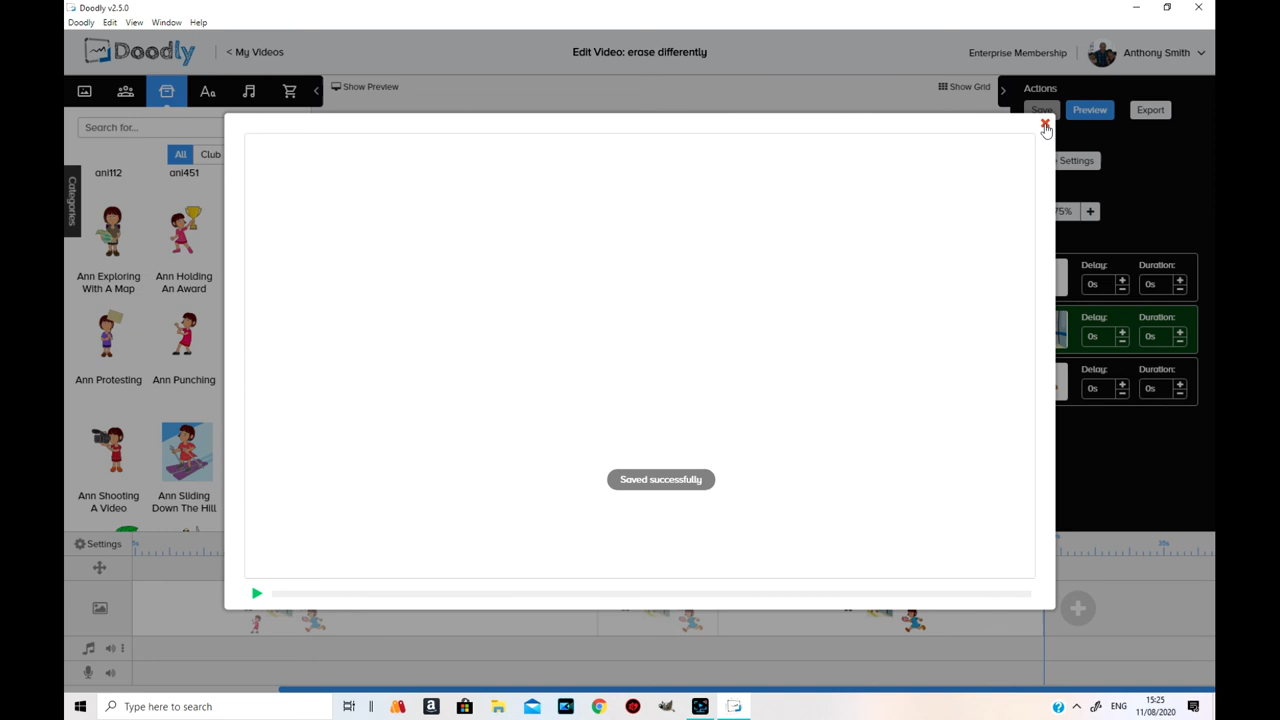 Doodly v2.5.0
Doodly Edit View Window Help
Doodly
< My Videos
Edit Video: erase differently
Enterprise Membership
Anthony Smith
Show Preview
Show Grid
Actions
Save
Preview
Export
Search for...
All
Club
Settings
ani112
ani451
Categories
75%
Ann Exploring With A Map
Ann Holding An Award
Delay:
Duration:
0s
0s
Delay:
Duration:
0s
0s
Ann Protesting
Ann Punching
Delay:
Duration:
0s
0s
Saved successfully
Ann Shooting A Video
Ann Sliding Down The Hill
Settings
35s
Type here to search
ENG
15:25
11/08/2020